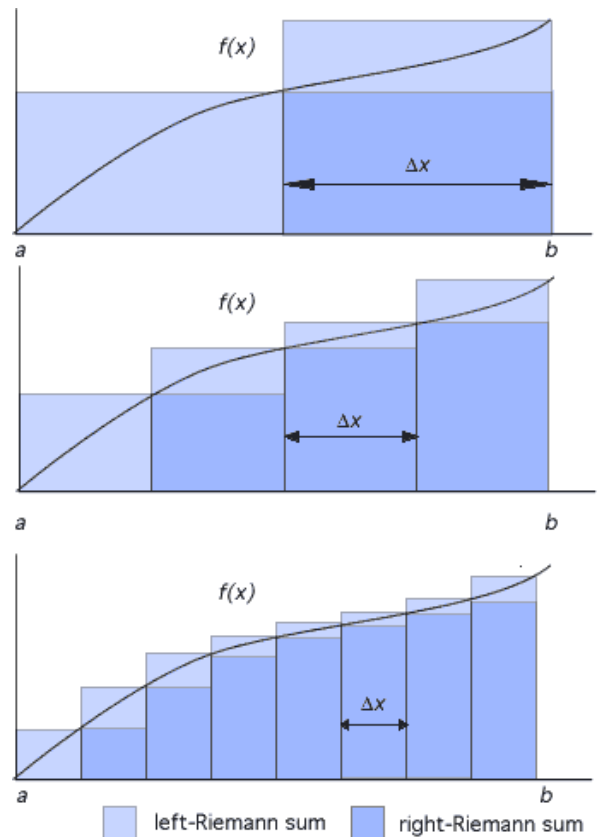 f(x)
Δx
a b
f(x)
Δx
a b
f(x)
Δx
a b
left-Riemann sum right-Riemann sum